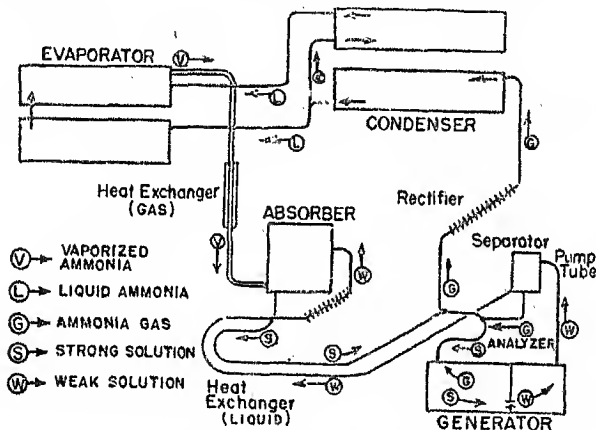 EVAPORATOR
V
G
L
CONDENSER
L
G
Heat Exchanger
(GAS)
Rectifier
ABSORBER
Separator
Pump
Tube
V
W
G
V VAPORIZED
AMMONIA
L LIQUID AMMONIA
G AMMONIA GAS
S STRONG SOLUTION
W WEAK SOLUTION
S
S
W
G
W
S
ANALYZER
Heat
Exchanger
(LIQUID)
G
S
W
GENERATOR